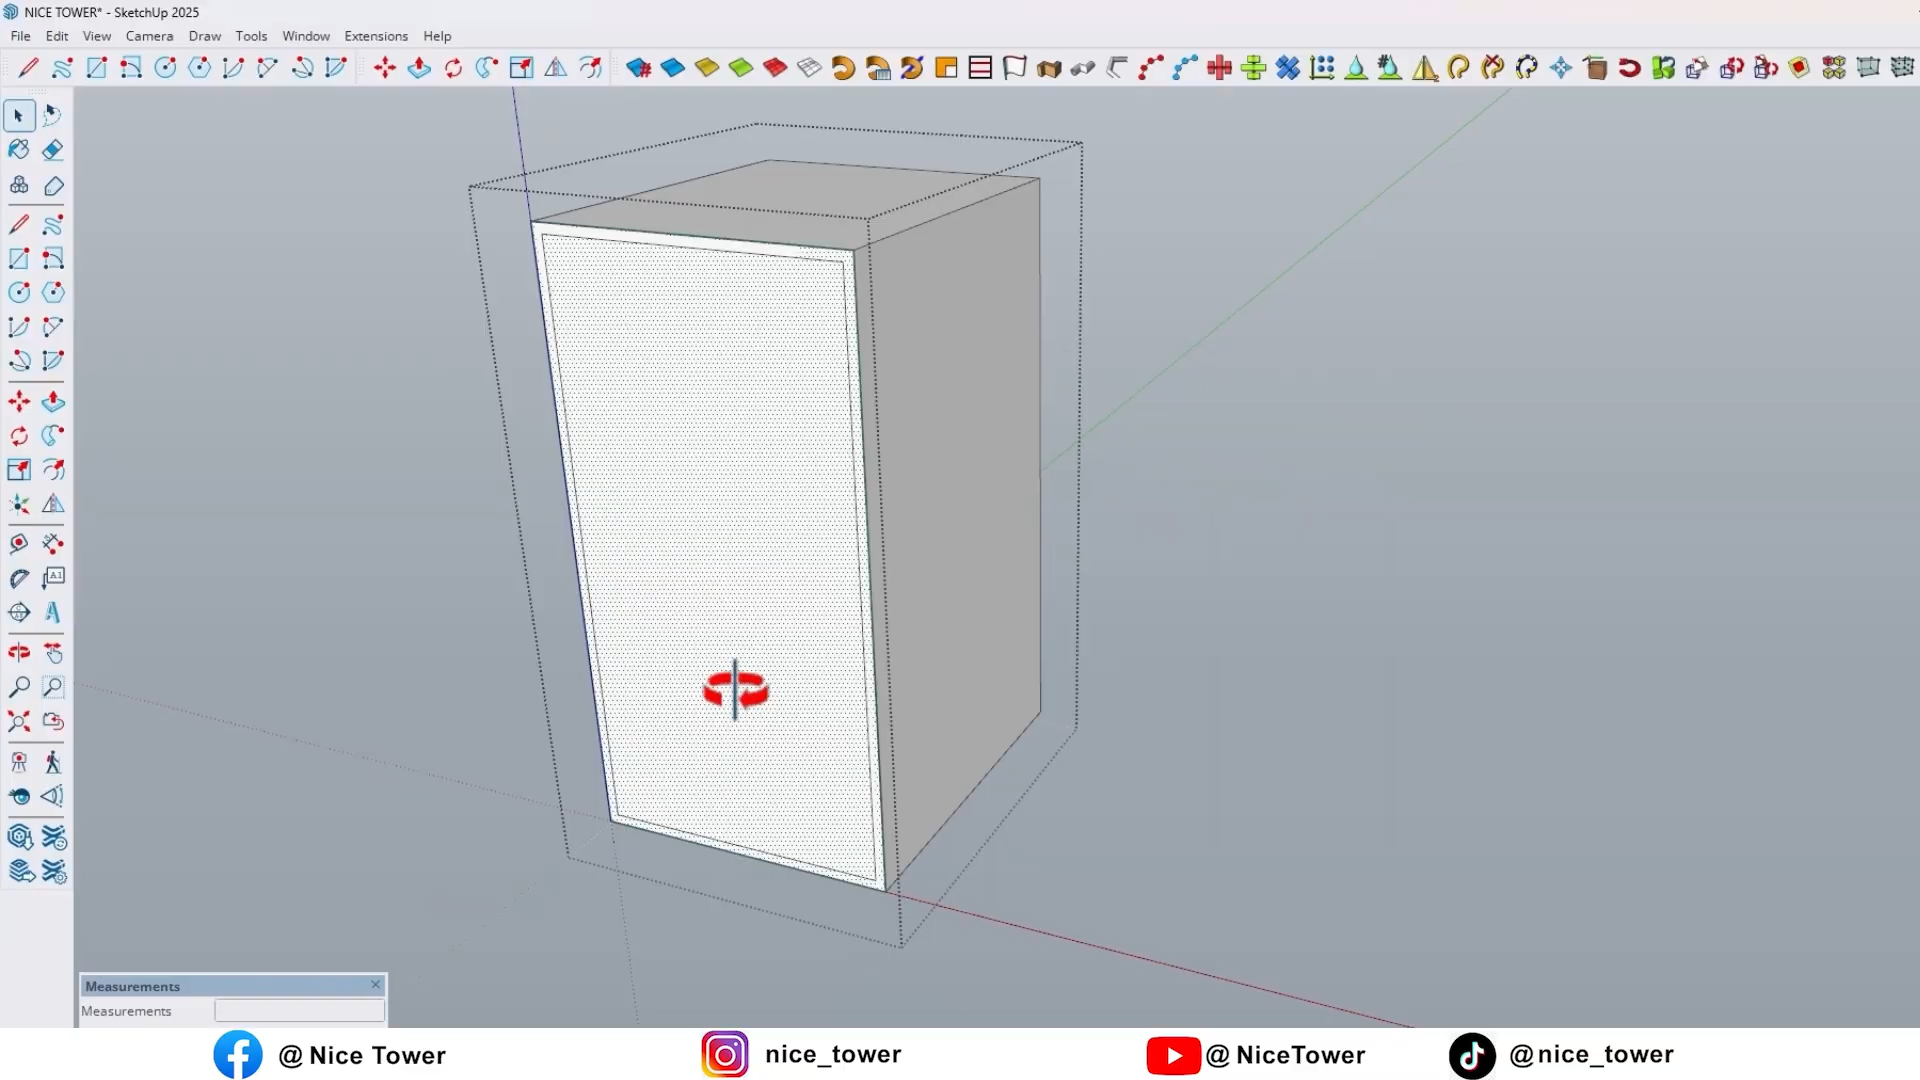 NICE TOWER* - SketchUp 2025
File Edit View Camera Draw Tools Window Extensions Help
A1
A
Measurements
Measurements
@ Nice Tower
nice_tower
@ NiceTower
@nice_tower